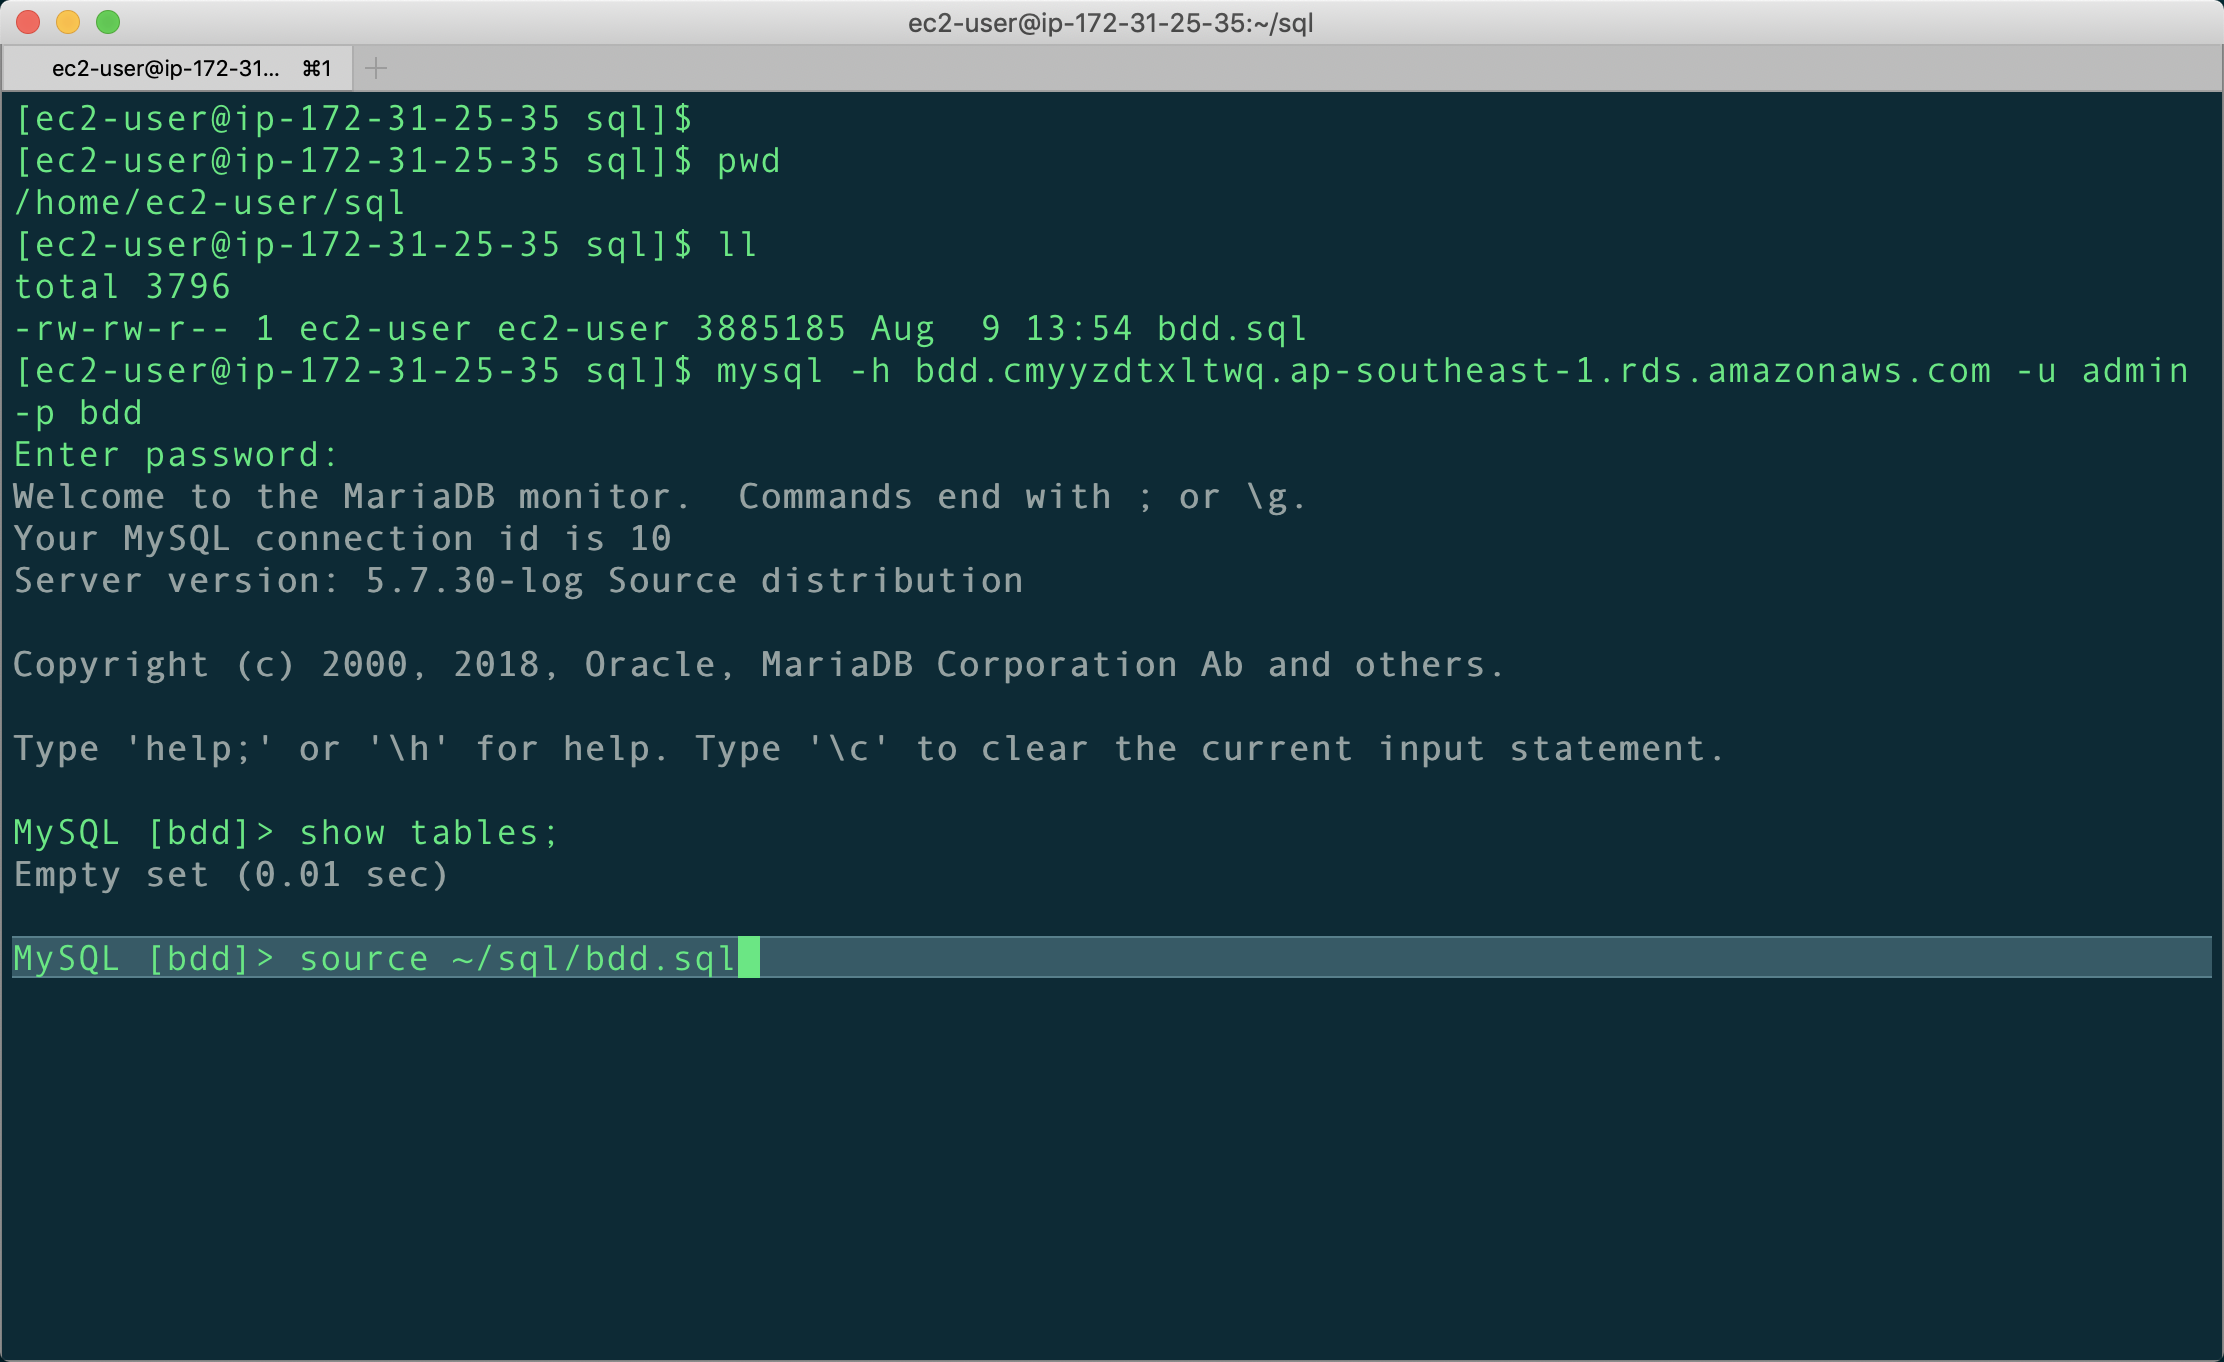 ec2-user@ip-172-31-25-35:~/sql
ec2-user@ip-172-31... ⌘1
[ec2-user@ip-172-31-25-35 sql]$
[ec2-user@ip-172-31-25-35 sql]$ pwd
/home/ec2-user/sql
[ec2-user@ip-172-31-25-35 sql]$ ll
total 3796
-rw-rw-r-- 1 ec2-user ec2-user 3885185 Aug  9 13:54 bdd.sql
[ec2-user@ip-172-31-25-35 sql]$ mysql -h bdd.cmyyzdtxltwq.ap-southeast-1.rds.amazonaws.com -u admin
-p bdd
Enter password:
Welcome to the MariaDB monitor.  Commands end with ; or \g.
Your MySQL connection id is 10
Server version: 5.7.30-log Source distribution
Copyright (c) 2000, 2018, Oracle, MariaDB Corporation Ab and others.
Type 'help;' or '\h' for help. Type '\c' to clear the current input statement.
MySQL [bdd]> show tables;
Empty set (0.01 sec)
MySQL [bdd]> source ~/sql/bdd.sql